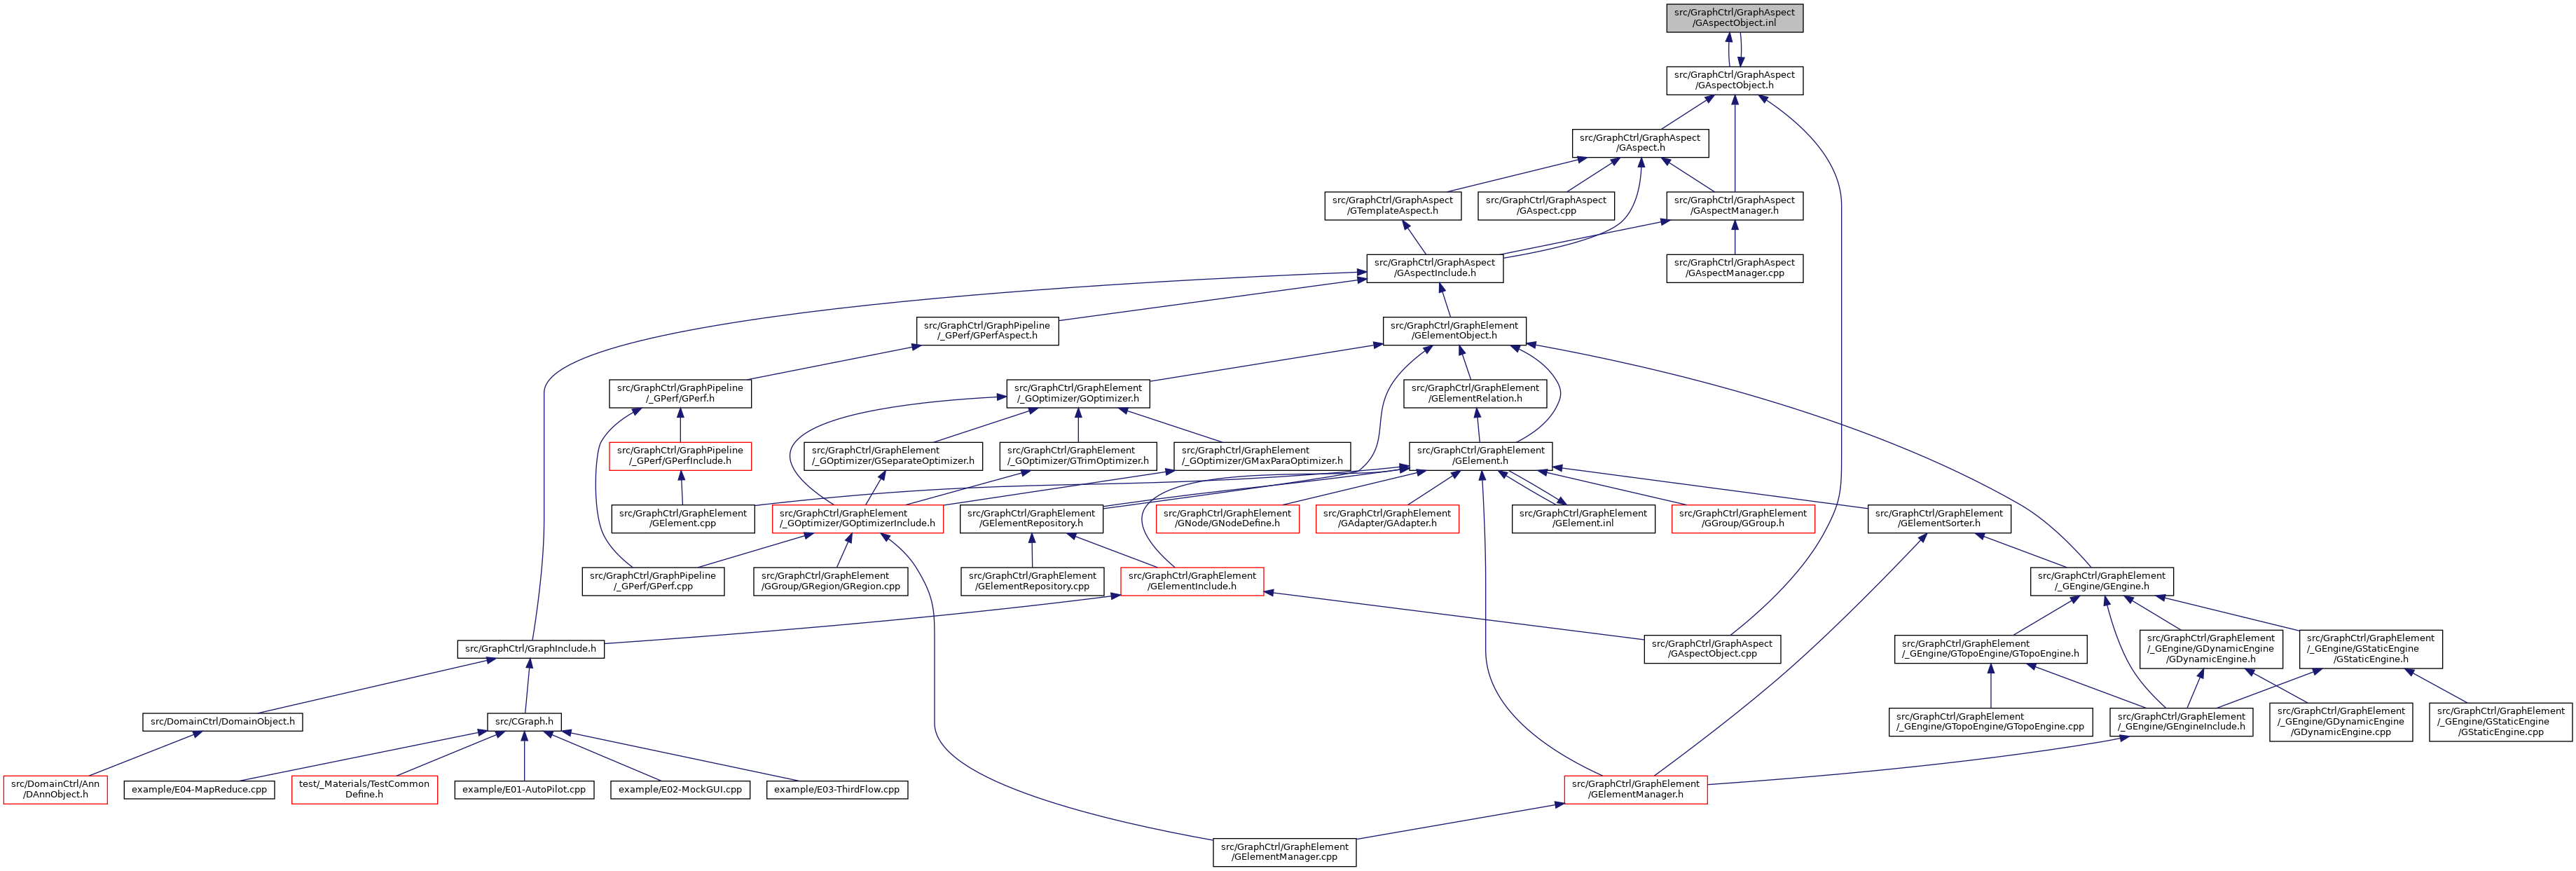 src/GraphCtrl/GraphAspect
/GAspectObject.inl
src/GraphCtrl/GraphAspect
/GAspectObject.h
src/GraphCtrl/GraphAspect
/GAspect.h
src/GraphCtrl/GraphAspect
/GTemplateAspect.h
src/GraphCtrl/GraphAspect
/GAspect.cpp
src/GraphCtrl/GraphAspect
/GAspectManager.h
src/GraphCtrl/GraphAspect
/GAspectInclude.h
src/GraphCtrl/GraphAspect
/GAspectManager.cpp
src/GraphCtrl/GraphPipeline
/_GPerf/GPerfAspect.h
src/GraphCtrl/GraphElement
/GElementObject.h
src/GraphCtrl/GraphPipeline
/_GPerf/GPerf.h
src/GraphCtrl/GraphElement
/_GOptimizer/GOptimizer.h
src/GraphCtrl/GraphElement
/GElementRelation.h
src/GraphCtrl/GraphPipeline
/_GPerf/GPerfInclude.h
src/GraphCtrl/GraphElement
/_GOptimizer/GSeparateOptimizer.h
src/GraphCtrl/GraphElement
/_GOptimizer/GTrimOptimizer.h
src/GraphCtrl/GraphElement
/_GOptimizer/GMaxParaOptimizer.h
src/GraphCtrl/GraphElement
/GElement.h
src/GraphCtrl/GraphElement
/GElement.cpp
src/GraphCtrl/GraphElement
/_GOptimizer/GOptimizerInclude.h
src/GraphCtrl/GraphElement
/GElementRepository.h
src/GraphCtrl/GraphElement
/GNode/GNodeDefine.h
src/GraphCtrl/GraphElement
/GAdapter/GAdapter.h
src/GraphCtrl/GraphElement
/GElement.inl
src/GraphCtrl/GraphElement
/GGroup/GGroup.h
src/GraphCtrl/GraphElement
/GElementSorter.h
src/GraphCtrl/GraphPipeline
/_GPerf/GPerf.cpp
src/GraphCtrl/GraphElement
/GGroup/GRegion/GRegion.cpp
src/GraphCtrl/GraphElement
/GElementRepository.cpp
src/GraphCtrl/GraphElement
/GElementInclude.h
src/GraphCtrl/GraphElement
/_GEngine/GEngine.h
src/GraphCtrl/GraphInclude.h
src/GraphCtrl/GraphAspect
/GAspectObject.cpp
src/GraphCtrl/GraphElement
/_GEngine/GTopoEngine/GTopoEngine.h
src/GraphCtrl/GraphElement
/_GEngine/GDynamicEngine
/GDynamicEngine.h
src/GraphCtrl/GraphElement
/_GEngine/GStaticEngine
/GStaticEngine.h
src/DomainCtrl/DomainObject.h
src/CGraph.h
src/GraphCtrl/GraphElement
/_GEngine/GTopoEngine/GTopoEngine.cpp
src/GraphCtrl/GraphElement
/_GEngine/GEngineInclude.h
src/GraphCtrl/GraphElement
/_GEngine/GDynamicEngine
/GDynamicEngine.cpp
src/GraphCtrl/GraphElement
/_GEngine/GStaticEngine
/GStaticEngine.cpp
src/DomainCtrl/Ann
/DAnnObject.h
example/E04-MapReduce.cpp
test/_Materials/TestCommon
Define.h
example/E01-AutoPilot.cpp
example/E02-MockGUI.cpp
example/E03-ThirdFlow.cpp
src/GraphCtrl/GraphElement
/GElementManager.h
src/GraphCtrl/GraphElement
/GElementManager.cpp